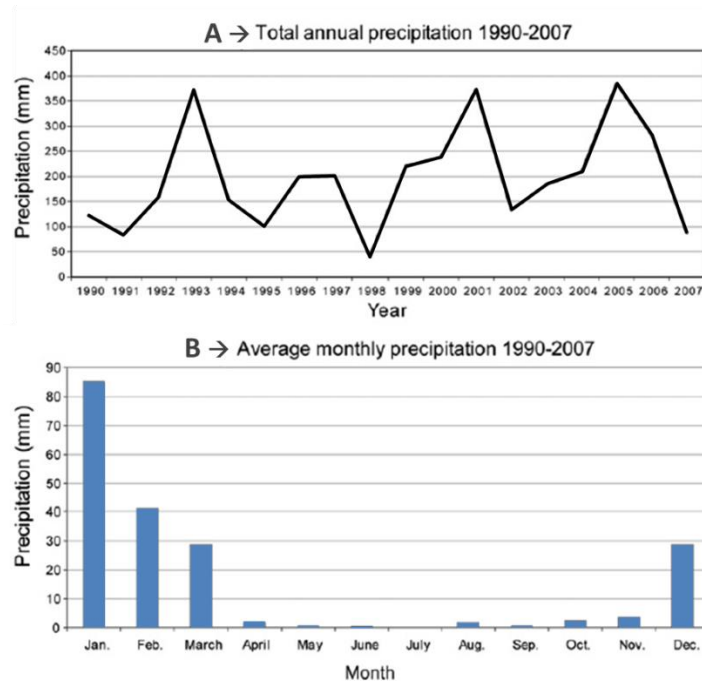 A → Total annual precipitation 1990-2007
Precipitation (mm)
450
400
350
300
250
200
150
100
50
0
1990 1991 1992 1993 1994 1995 1996 1997 1998 1999 2000 2001 2002 2003 2004 2005 2006 2007
Year
B → Average monthly precipitation 1990-2007
Precipitation (mm)
90
80
70
60
50
40
30
20
10
0
Jan. Feb. March April May June July Aug. Sep. Oct. Nov. Dec.
Month